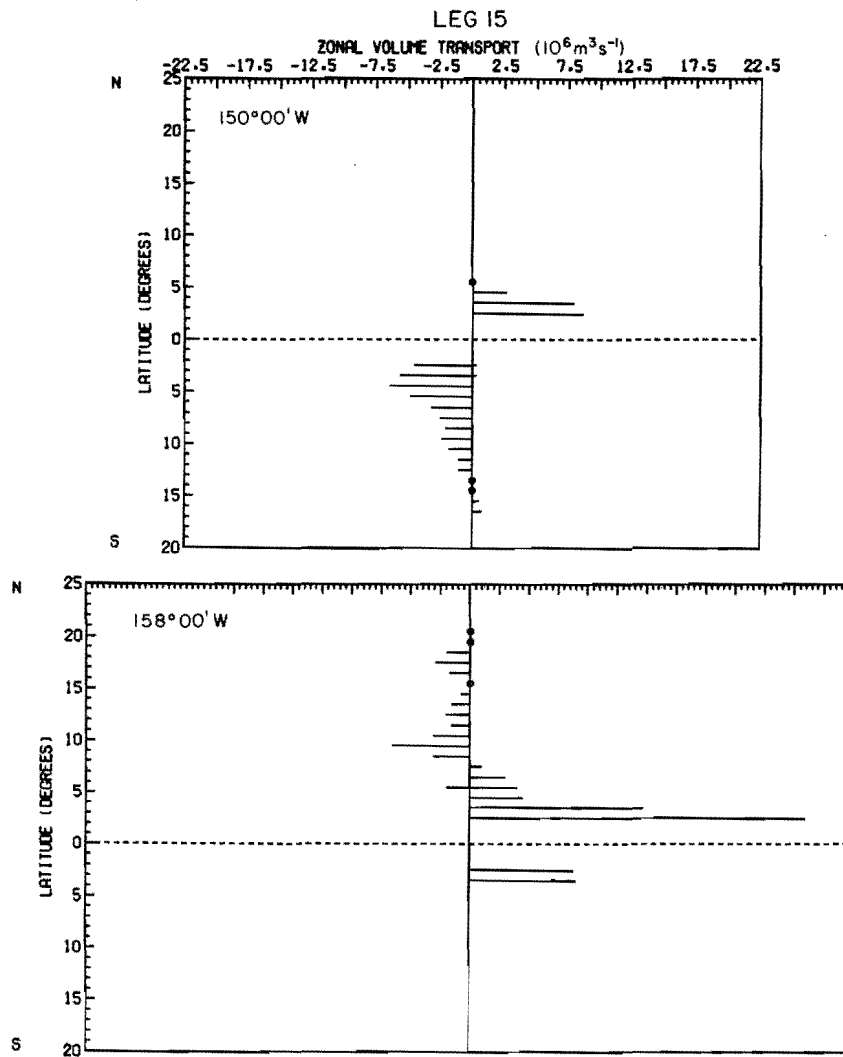 LEG 15
ZONAL VOLUME TRANSPORT (10⁶m³s⁻¹)
-22.5 -17.5 -12.5 -7.5 -2.5 2.5 7.5 12.5 17.5 22.5
N
25
150°00'W
20
15
10
5
0
5
10
15
20
S
LATITUDE (DEGREES)
N
25
158°00'W
20
15
10
5
0
5
10
15
20
S
LATITUDE (DEGREES)